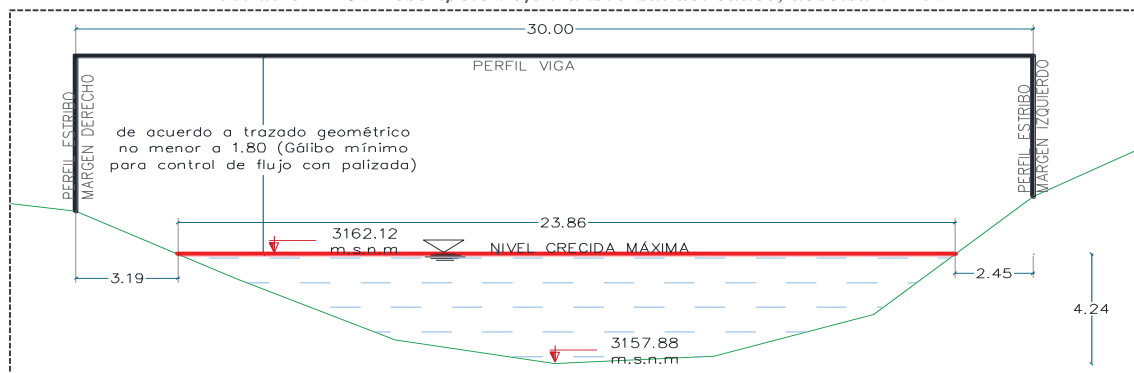 30.00
PERFIL VIGA
PERFIL ESTRIBO
MARGEN DERECHO
PERFIL ESTRIBO
MARGEN IZQUIERDO
de acuerdo a trazado geométrico
no menor a 1.80 (Gálibo mínimo
para control de flujo con palizada)
23.86
3162.12
m.s.n.m
NIVEL CRECIDA MÁXIMA
3.19
2.45
4.24
3157.88
m.s.n.m